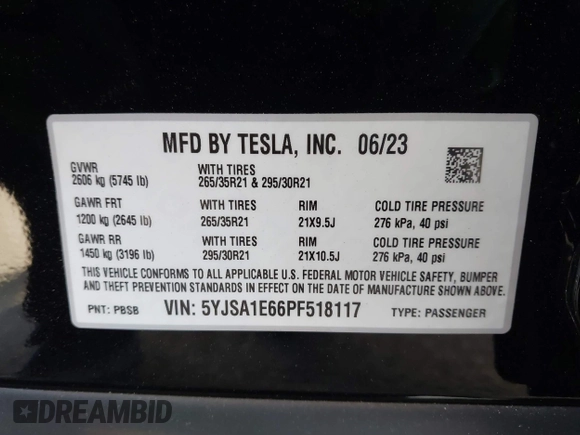 MFD BY TESLA, INC. 06/23
GVWR WITH TIRES
2606 kg (5745 lb) 265/35R21 & 295/30R21
GAWR FRT WITH TIRES RIM COLD TIRE PRESSURE
1200 kg (2645 lb) 265/35R21 21X9.5J 276 kPa, 40 psi
GAWR RR WITH TIRES RIM COLD TIRE PRESSURE
1450 kg (3196 lb) 295/30R21 21X10.5J 276 kPa, 40 psi
THIS VEHICLE CONFORMS TO ALL APPLICABLE U.S. FEDERAL MOTOR VEHICLE SAFETY, BUMPER
AND THEFT PREVENTION STANDARDS IN EFFECT ON THE DATE OF MANUFACTURE SHOWN ABOVE.
PNT: PBSB VIN: 5YJSA1E66PF518117 TYPE: PASSENGER
DREAMBID